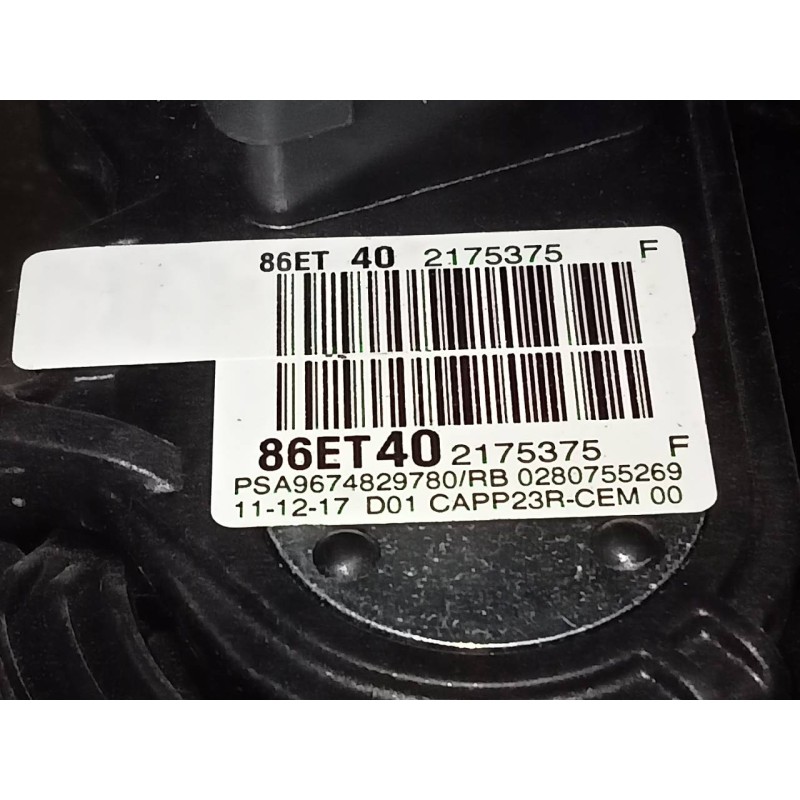 86ET 40 2175375 F
86ET40 2175375 F
PSA9674829780/RB 0280755269
11-12-17 D01 CAPP23R-CEM 00